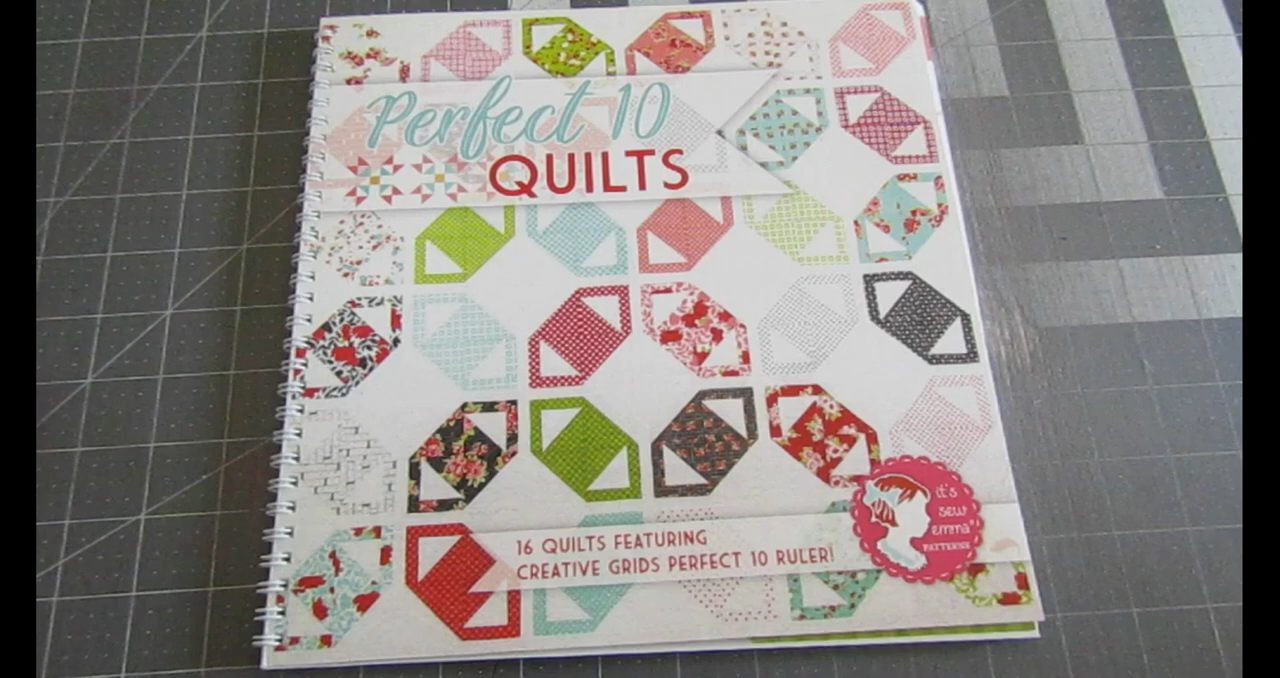 Perfect 10
QUILTS
it's
sew
emma
PATTERNS
16 QUILTS FEATURING
CREATIVE GRIDS PERFECT 10 RULER!